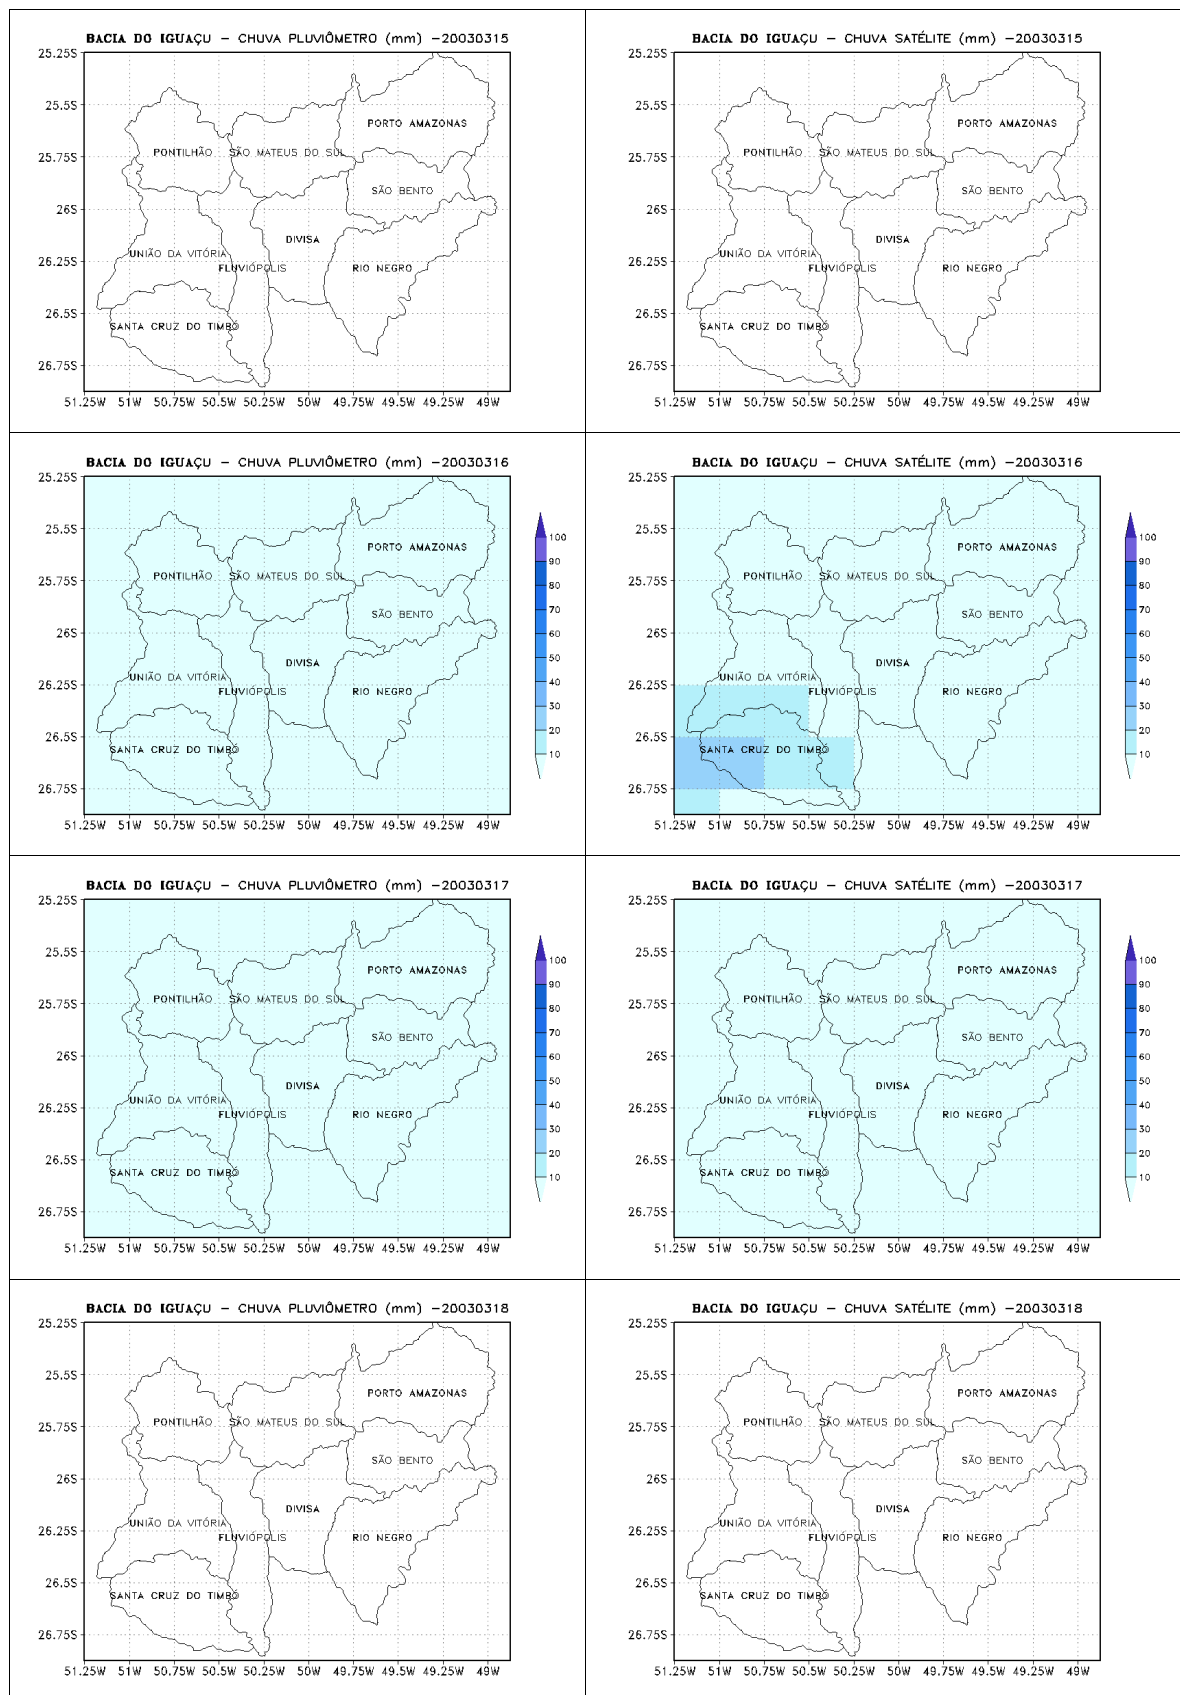 BACIA DO IGUAÇU – CHUVA PLUVIÔMETRO (mm) –20030315
25.25S
25.5S
PORTO AMAZONAS
25.75S
PONTILHÃO
SÃO MATEUS DO SUL
SÃO BENTO
26S
DIVISA
UNIÃO DA VITÓRIA
26.25S
FLUVIÓPOLIS
RIO NEGRO
26.5S
SANTA CRUZ DO TIMBÓ
26.75S
51.25W 51W 50.75W 50.5W 50.25W 50W 49.75W 49.5W 49.25W 49W
BACIA DO IGUAÇU – CHUVA SATÉLITE (mm) –20030315
25.25S
25.5S
PORTO AMAZONAS
25.75S
PONTILHÃO
SÃO MATEUS DO SUL
SÃO BENTO
26S
DIVISA
UNIÃO DA VITÓRIA
26.25S
FLUVIÓPOLIS
RIO NEGRO
26.5S
SANTA CRUZ DO TIMBÓ
26.75S
51.25W 51W 50.75W 50.5W 50.25W 50W 49.75W 49.5W 49.25W 49W
BACIA DO IGUAÇU – CHUVA PLUVIÔMETRO (mm) –20030316
25.25S
25.5S
PORTO AMAZONAS
25.75S
PONTILHÃO
SÃO MATEUS DO SUL
SÃO BENTO
26S
DIVISA
UNIÃO DA VITÓRIA
26.25S
FLUVIÓPOLIS
RIO NEGRO
26.5S
SANTA CRUZ DO TIMBÓ
26.75S
51.25W 51W 50.75W 50.5W 50.25W 50W 49.75W 49.5W 49.25W 49W
100
90
80
70
60
50
40
30
20
10
BACIA DO IGUAÇU – CHUVA SATÉLITE (mm) –20030316
25.25S
25.5S
PORTO AMAZONAS
25.75S
PONTILHÃO
SÃO MATEUS DO SUL
SÃO BENTO
26S
DIVISA
UNIÃO DA VITÓRIA
26.25S
FLUVIÓPOLIS
RIO NEGRO
26.5S
SANTA CRUZ DO TIMBÓ
26.75S
51.25W 51W 50.75W 50.5W 50.25W 50W 49.75W 49.5W 49.25W 49W
100
90
80
70
60
50
40
30
20
10
BACIA DO IGUAÇU – CHUVA PLUVIÔMETRO (mm) –20030317
25.25S
25.5S
PORTO AMAZONAS
25.75S
PONTILHÃO
SÃO MATEUS DO SUL
SÃO BENTO
26S
DIVISA
UNIÃO DA VITÓRIA
26.25S
FLUVIÓPOLIS
RIO NEGRO
26.5S
SANTA CRUZ DO TIMBÓ
26.75S
51.25W 51W 50.75W 50.5W 50.25W 50W 49.75W 49.5W 49.25W 49W
100
90
80
70
60
50
40
30
20
10
BACIA DO IGUAÇU – CHUVA SATÉLITE (mm) –20030317
25.25S
25.5S
PORTO AMAZONAS
25.75S
PONTILHÃO
SÃO MATEUS DO SUL
SÃO BENTO
26S
DIVISA
UNIÃO DA VITÓRIA
26.25S
FLUVIÓPOLIS
RIO NEGRO
26.5S
SANTA CRUZ DO TIMBÓ
26.75S
51.25W 51W 50.75W 50.5W 50.25W 50W 49.75W 49.5W 49.25W 49W
100
90
80
70
60
50
40
30
20
10
BACIA DO IGUAÇU – CHUVA PLUVIÔMETRO (mm) –20030318
25.25S
25.5S
PORTO AMAZONAS
25.75S
PONTILHÃO
SÃO MATEUS DO SUL
SÃO BENTO
26S
DIVISA
UNIÃO DA VITÓRIA
26.25S
FLUVIÓPOLIS
RIO NEGRO
26.5S
SANTA CRUZ DO TIMBÓ
26.75S
51.25W 51W 50.75W 50.5W 50.25W 50W 49.75W 49.5W 49.25W 49W
BACIA DO IGUAÇU – CHUVA SATÉLITE (mm) –20030318
25.25S
25.5S
PORTO AMAZONAS
25.75S
PONTILHÃO
SÃO MATEUS DO SUL
SÃO BENTO
26S
DIVISA
UNIÃO DA VITÓRIA
26.25S
FLUVIÓPOLIS
RIO NEGRO
26.5S
SANTA CRUZ DO TIMBÓ
26.75S
51.25W 51W 50.75W 50.5W 50.25W 50W 49.75W 49.5W 49.25W 49W